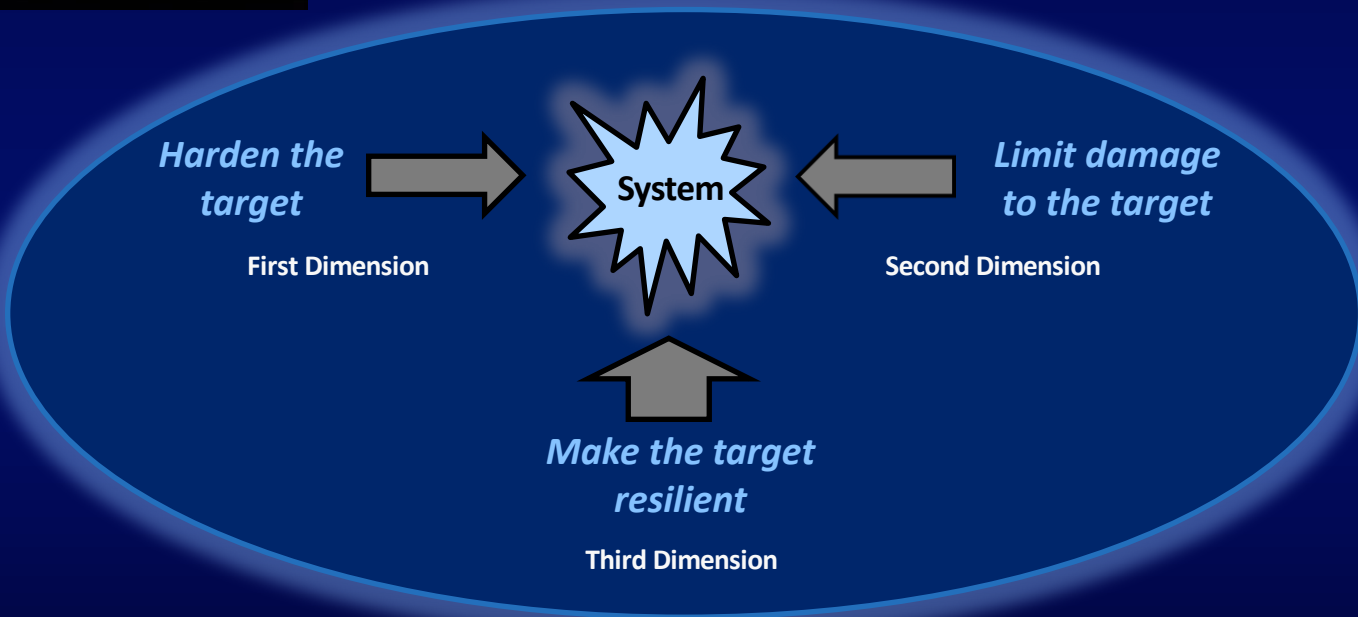 Harden the
target
First Dimension
System
Limit damage
to the target
Second Dimension
Make the target
resilient
Third Dimension